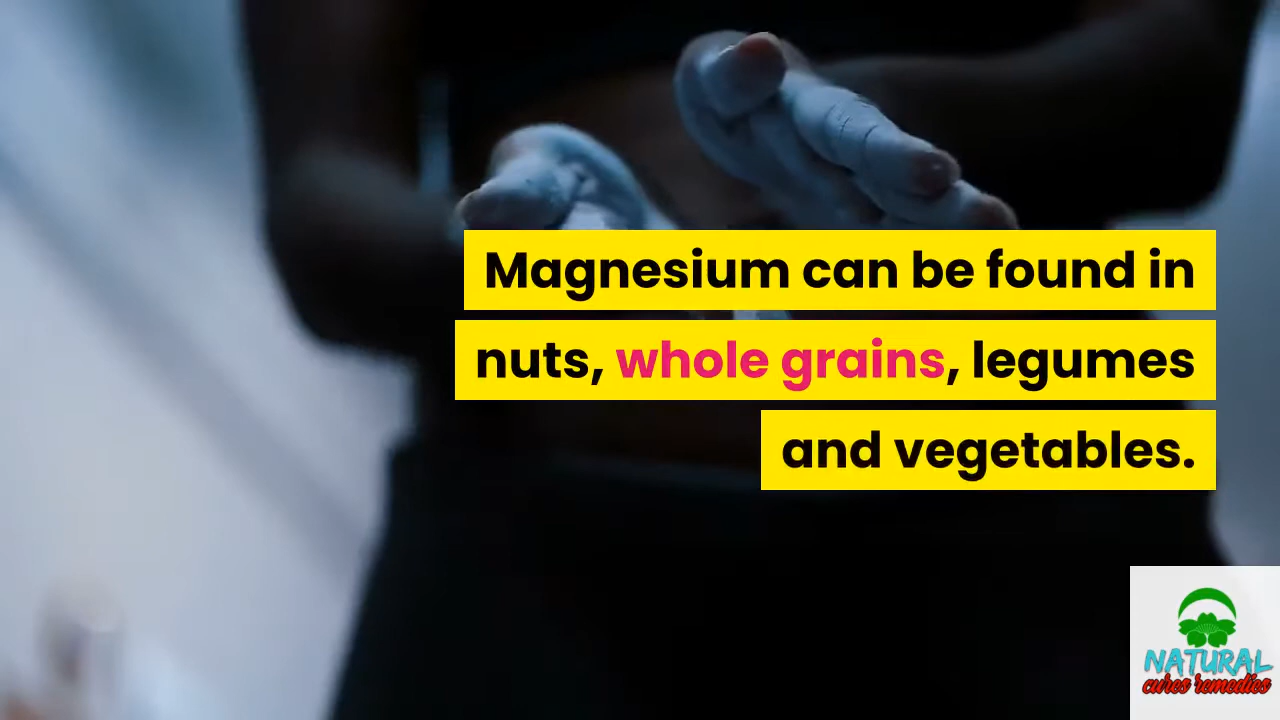 Magnesium can be found in
nuts, whole grains, legumes
and vegetables.
NATURAL
cures remedies